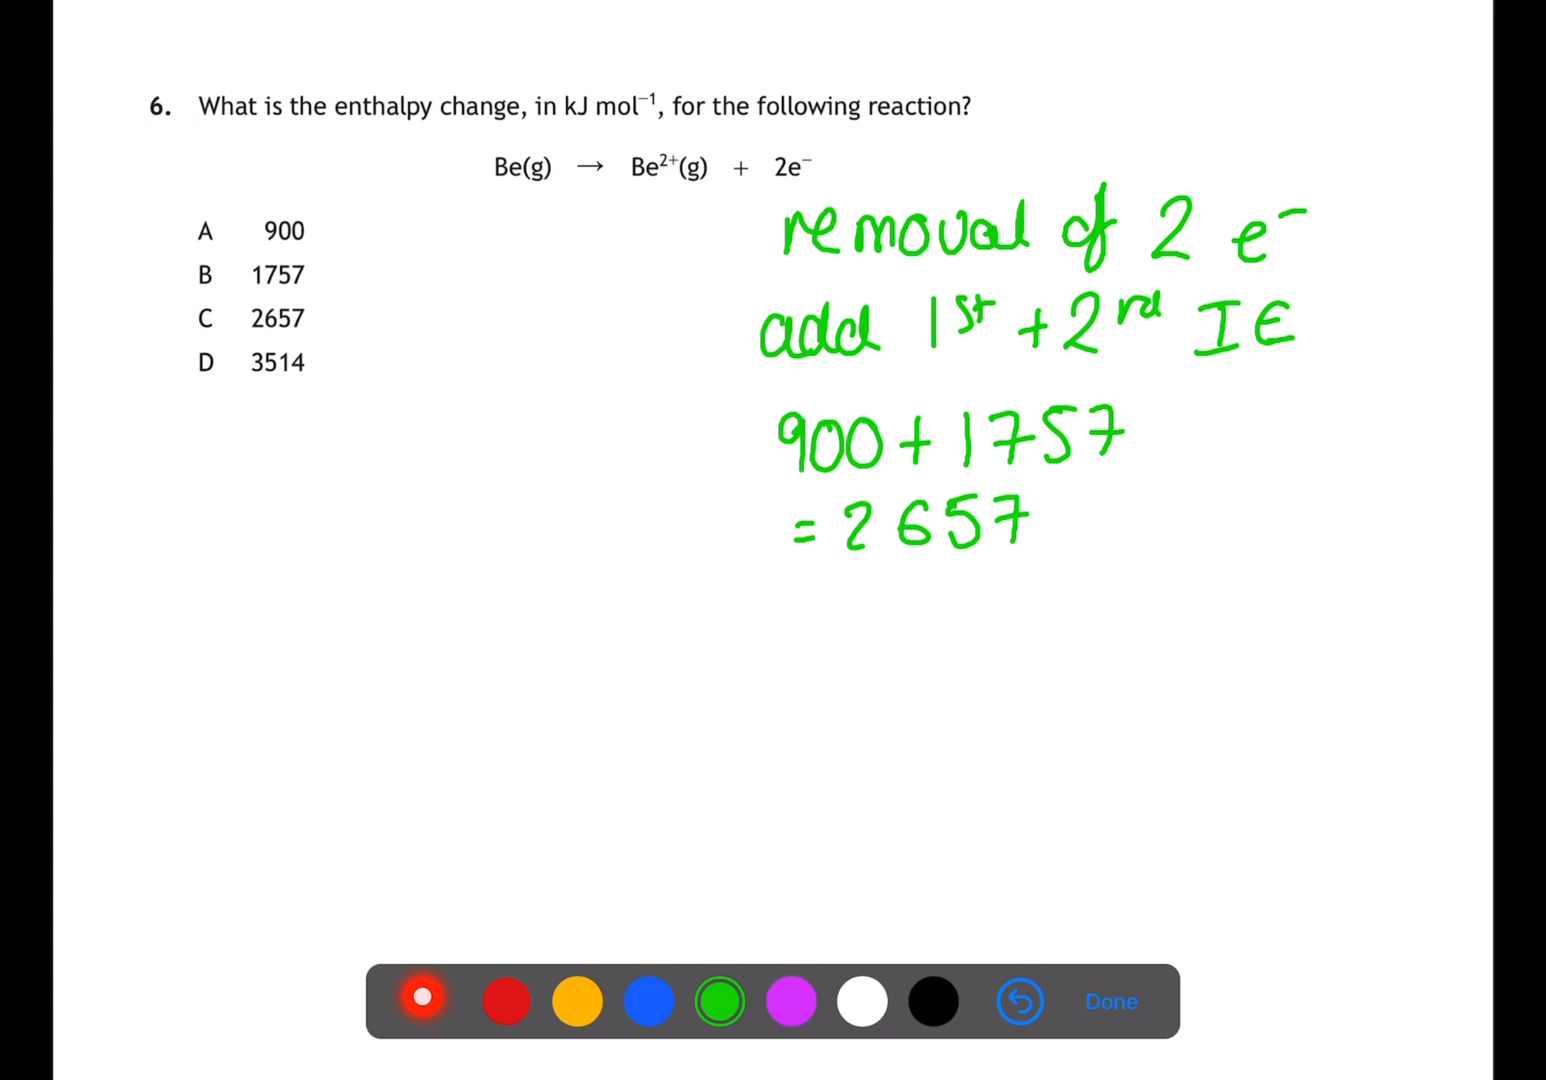 6. What is the enthalpy change, in kJ mol⁻¹, for the following reaction?
Be(g) → Be²⁺(g) + 2e⁻
A 900
B 1757
C 2657
D 3514
removal of 2 e⁻
add 1st + 2rd IE
900 + 1757
= 2657
Done